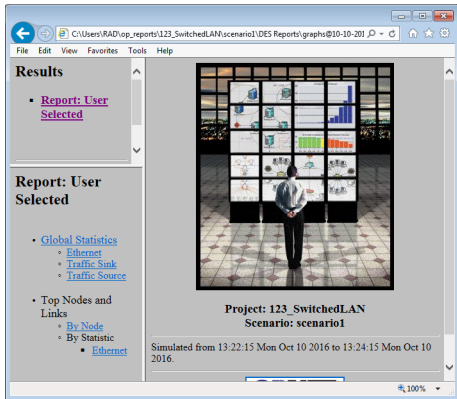 C:\Users\RAD\op_reports\123_SwitchedLAN\scenario1\DES Reports\graphs@10-10-201
File Edit View Favorites Tools Help
Results
Report: User
Selected
Report: User
Selected
Global Statistics
Ethernet
Traffic Sink
Traffic Source
Top Nodes and
Links
By Node
By Statistic
Ethernet
Project: 123_SwitchedLAN
Scenario: scenario1
Simulated from 13:22:15 Mon Oct 10 2016 to 13:24:15 Mon Oct 10
2016.
100%